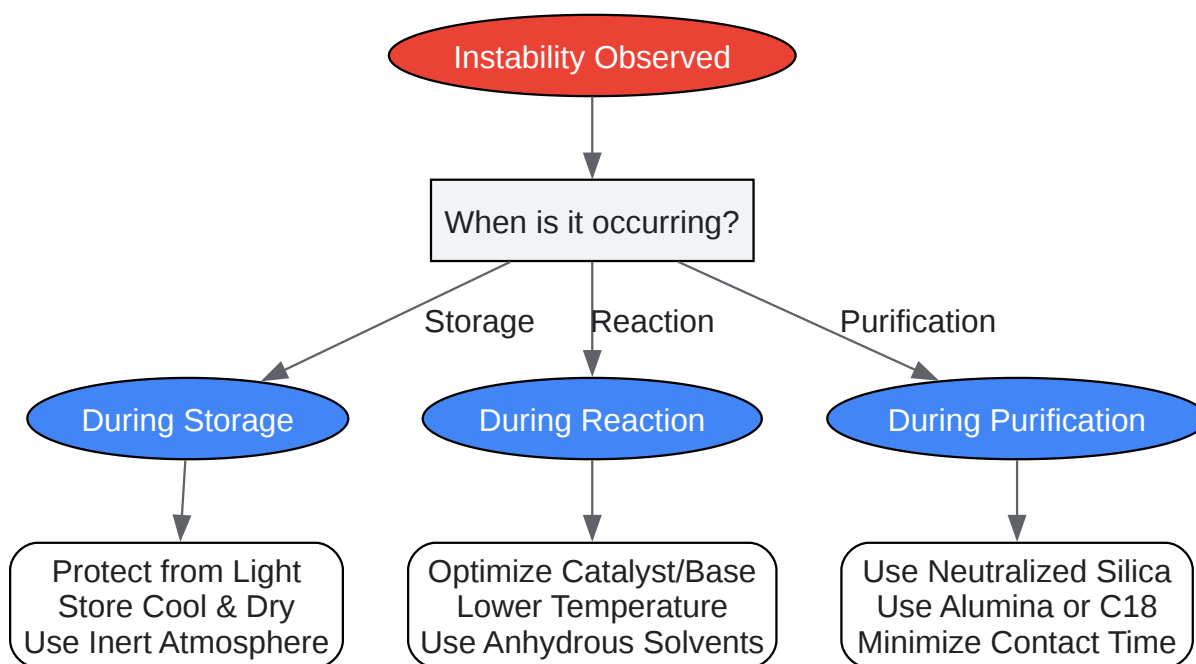 Instability Observed
When is it occurring?
Storage
Reaction
Purification
During Storage
During Reaction
During Purification
Protect from Light
Store Cool & Dry
Use Inert Atmosphere
Optimize Catalyst/Base
Lower Temperature
Use Anhydrous Solvents
Use Neutralized Silica
Use Alumina or C18
Minimize Contact Time